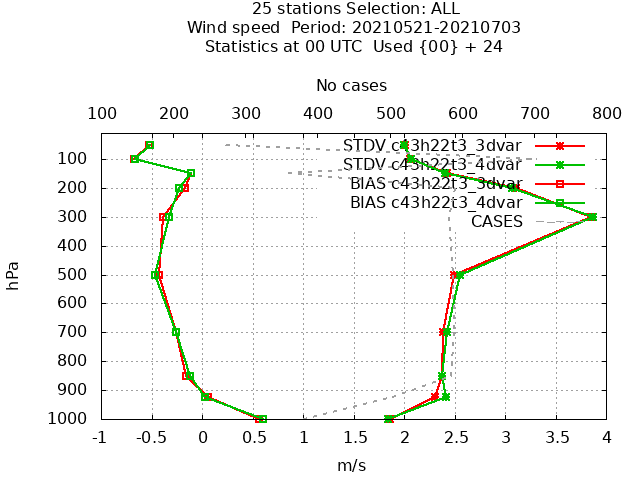 25 stations Selection: ALL
Wind speed  Period: 20210521-20210703
Statistics at 00 UTC  Used {00} + 24
No cases
100 200 300 400 500 600 700 800
STDV c43h22t3_3dvar
STDV c43h22t3_4dvar
BIAS c43h22t3_3dvar
BIAS c43h22t3_4dvar
CASES
hPa
100
200
300
400
500
600
700
800
900
1000
-1 -0.5 0 0.5 1 1.5 2 2.5 3 3.5 4
m/s